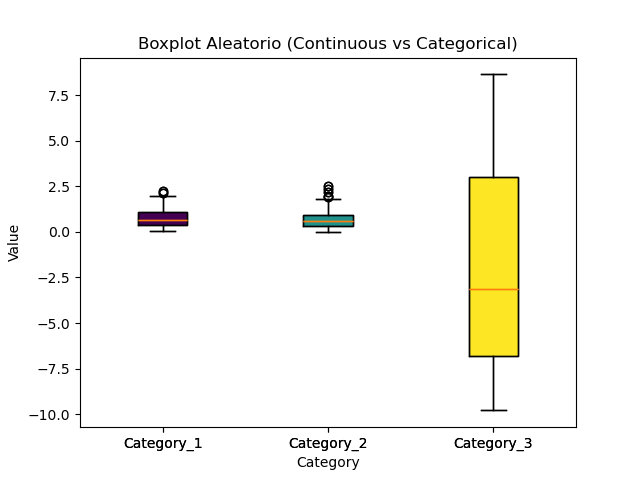 Boxplot Aleatorio (Continuous vs Categorical)
7.5
5.0
2.5
0.0
−2.5
−5.0
−7.5
−10.0
Value
Category_1 Category_2 Category_3
Category